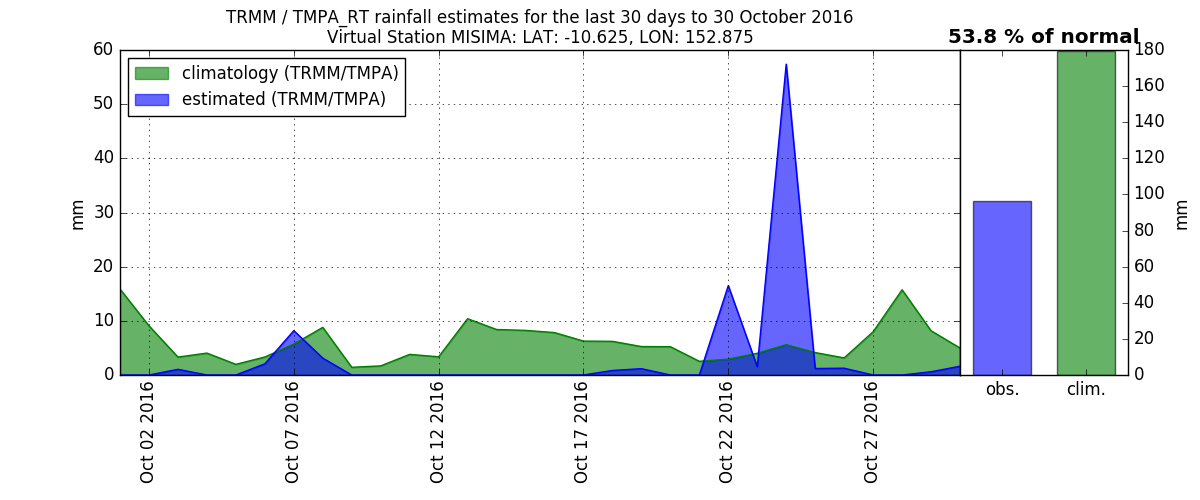 TRMM / TMPA_RT rainfall estimates for the last 30 days to 30 October 2016
Virtual Station MISIMA: LAT: -10.625, LON: 152.875
53.8 % of normal
climatology (TRMM/TMPA)
estimated (TRMM/TMPA)
60
50
40
30
20
10
0
mm
Oct 02 2016
Oct 07 2016
Oct 12 2016
Oct 17 2016
Oct 22 2016
Oct 27 2016
obs.
clim.
180
160
140
120
100
80
60
40
20
0
mm